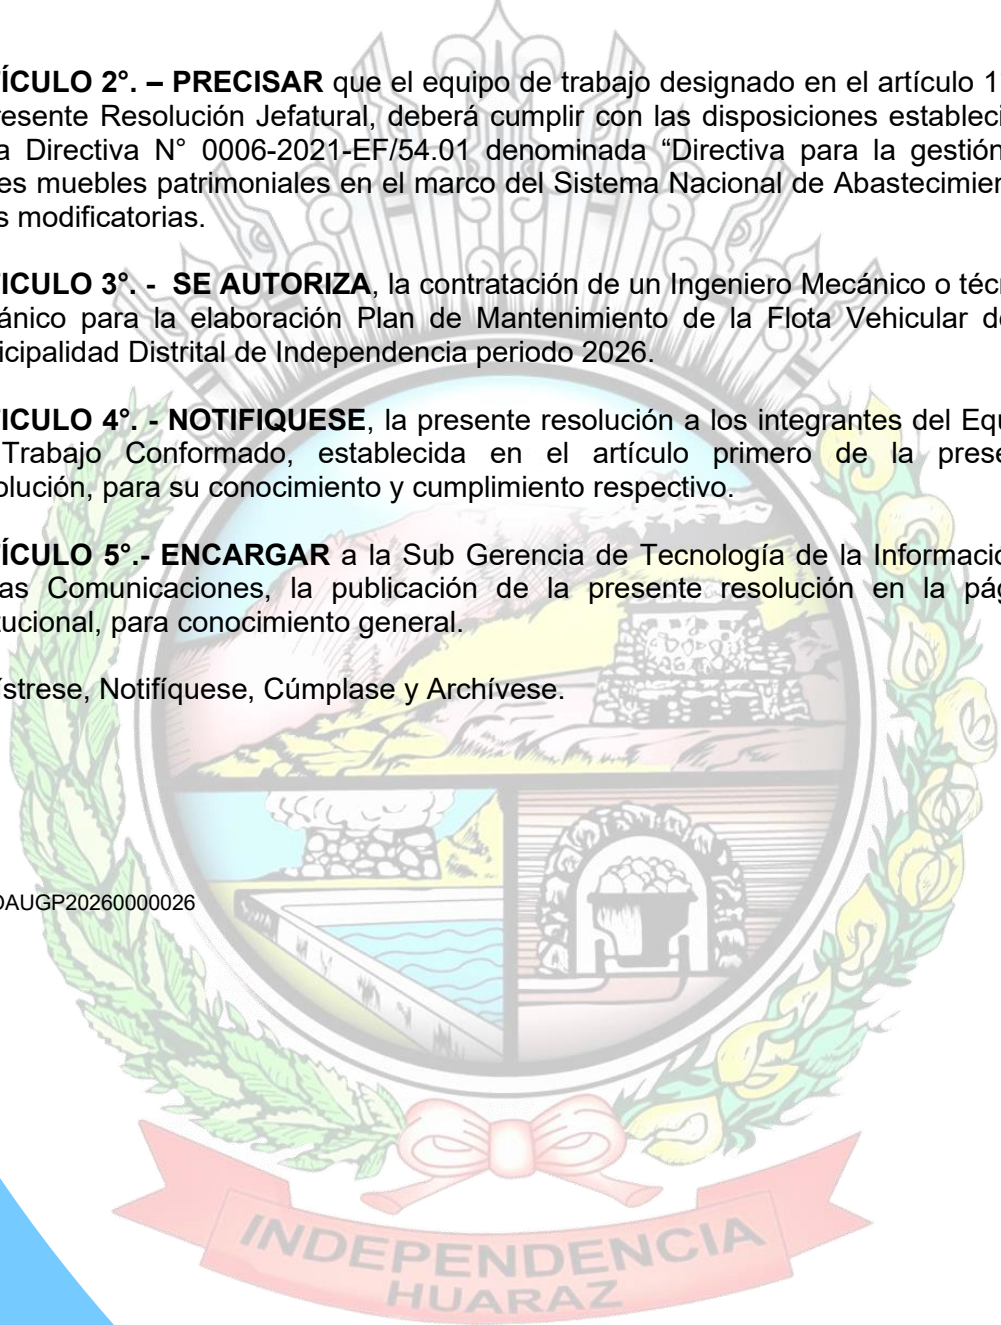 ÍCULO 2°. – PRECISAR que el equipo de trabajo designado en el artículo 1°
resente Resolución Jefatural, deberá cumplir con las disposiciones estableci
a Directiva N° 0006-2021-EF/54.01 denominada “Directiva para la gestión
es muebles patrimoniales en el marco del Sistema Nacional de Abastecimien
s modificatorias.
TICULO 3°. - SE AUTORIZA, la contratación de un Ingeniero Mecánico o técni
ánico para la elaboración Plan de Mantenimiento de la Flota Vehicular de
icipalidad Distrital de Independencia periodo 2026.
TICULO 4°. - NOTIFIQUESE, la presente resolución a los integrantes del Equ
Trabajo Conformado, establecida en el artículo primero de la prese
olución, para su conocimiento y cumplimiento respectivo.
ÍCULO 5°.- ENCARGAR a la Sub Gerencia de Tecnología de la Informació
as Comunicaciones, la publicación de la presente resolución en la pág
tucional, para conocimiento general.
ístrese, Notifíquese, Cúmplase y Archívese.
OAUGP20260000026
INDEPENDENCIA
HUARAZ